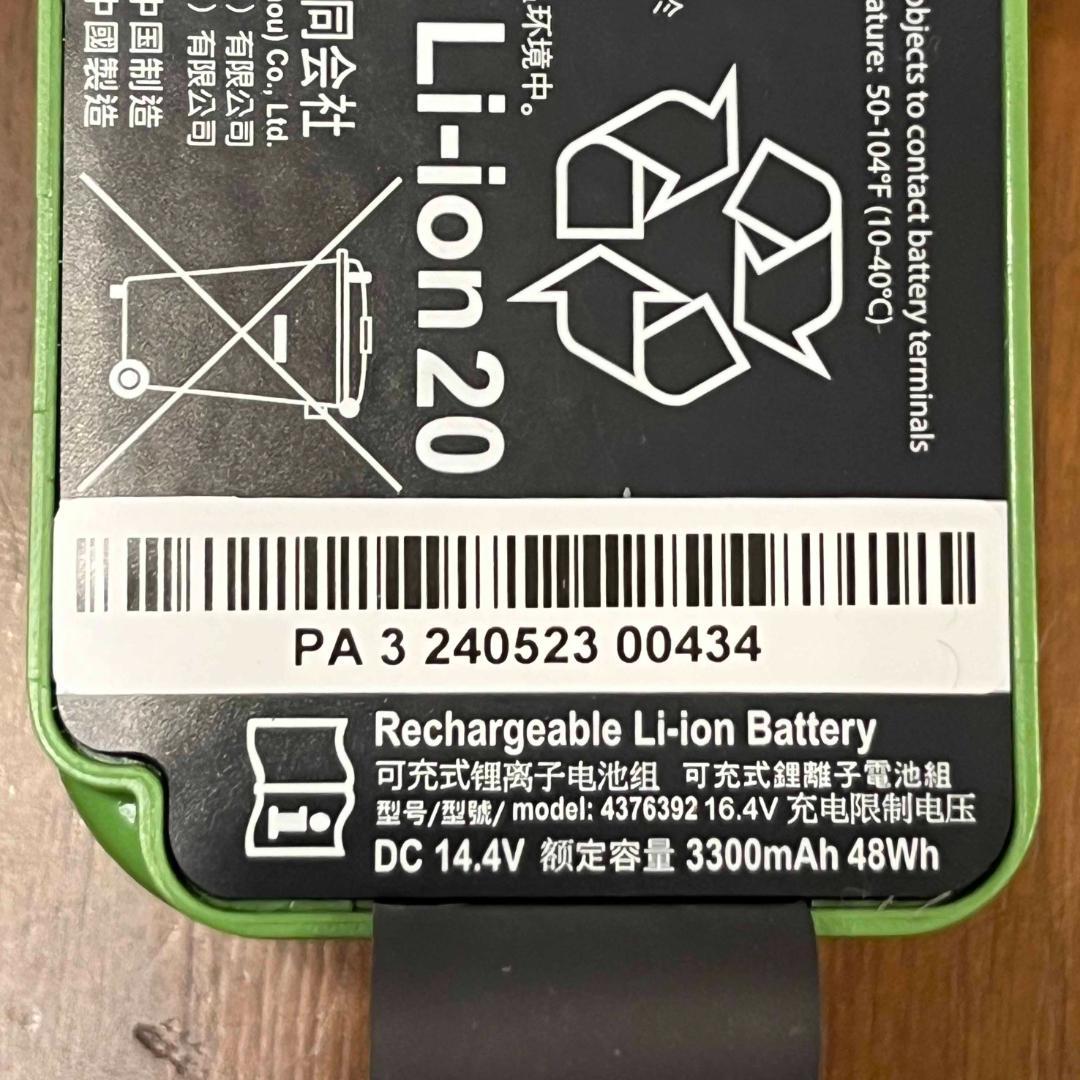 objects to contact battery terminals
ature: 50-104°F (10-40°C)
环境中。
Li-ion 20
同会社
ou) Co., Ltd.
) 有限公司
) 有限公司
中国制造
中國製造
PA 3 240523 00434
Rechargeable Li-ion Battery
可充式锂离子电池组 可充式鋰離子電池組
型号/型號/ model: 4376392 16.4V 充电限制电压
DC 14.4V 额定容量 3300mAh 48Wh